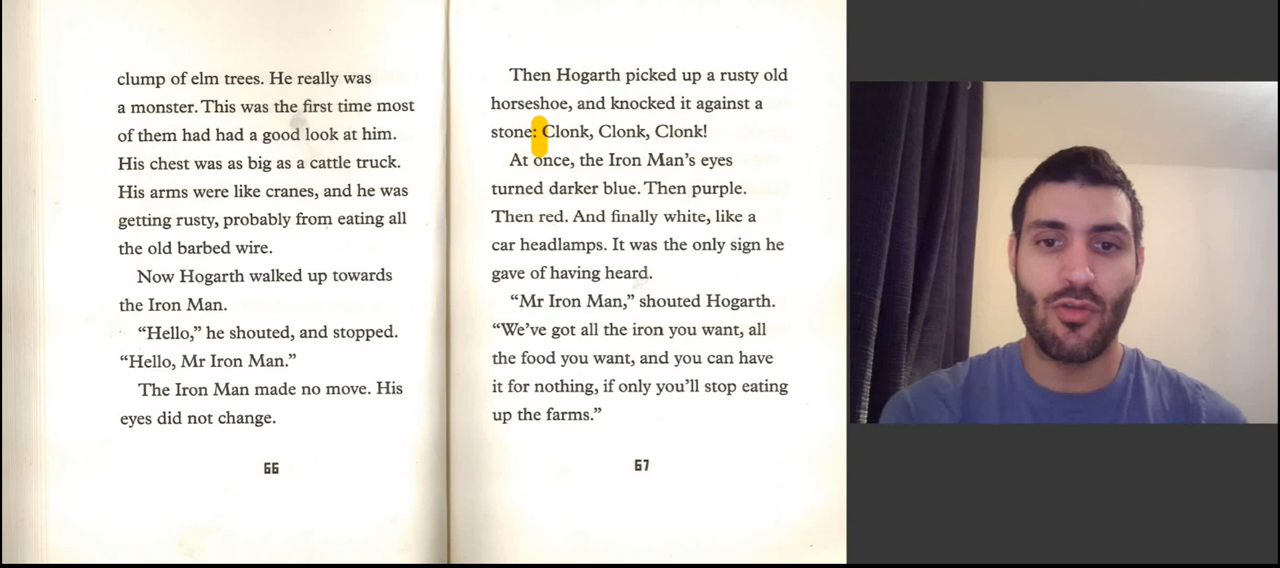 clump of elm trees. He really was
a monster. This was the first time most
of them had had a good look at him.
His chest was as big as a cattle truck.
His arms were like cranes, and he was
getting rusty, probably from eating all
the old barbed wire.
Now Hogarth walked up towards
the Iron Man.
“Hello,” he shouted, and stopped.
“Hello, Mr Iron Man.”
The Iron Man made no move. His
eyes did not change.
66
Then Hogarth picked up a rusty old
horseshoe, and knocked it against a
stone: Clonk, Clonk, Clonk!
At once, the Iron Man’s eyes
turned darker blue. Then purple.
Then red. And finally white, like a
car headlamps. It was the only sign he
gave of having heard.
“Mr Iron Man,” shouted Hogarth.
“We’ve got all the iron you want, all
the food you want, and you can have
it for nothing, if only you’ll stop eating
up the farms.”
67